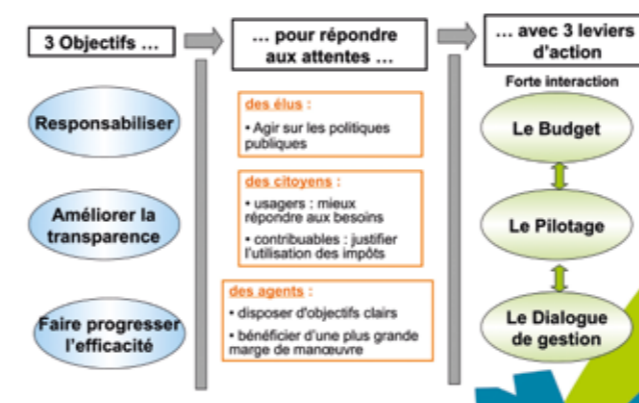 3 Objectifs …
… pour répondre
aux attentes …
… avec 3 leviers
d'action
Responsabiliser
Améliorer la
transparence
Faire progresser
l'efficacité
des élus :
• Agir sur les politiques
publiques
des citoyens :
• usagers : mieux
répondre aux besoins
• contribuables : justifier
l'utilisation des impôts
des agents :
• disposer d'objectifs clairs
• bénéficier d'une plus grande
marge de manœuvre
Forte interaction
Le Budget
Le Pilotage
Le Dialogue
de gestion